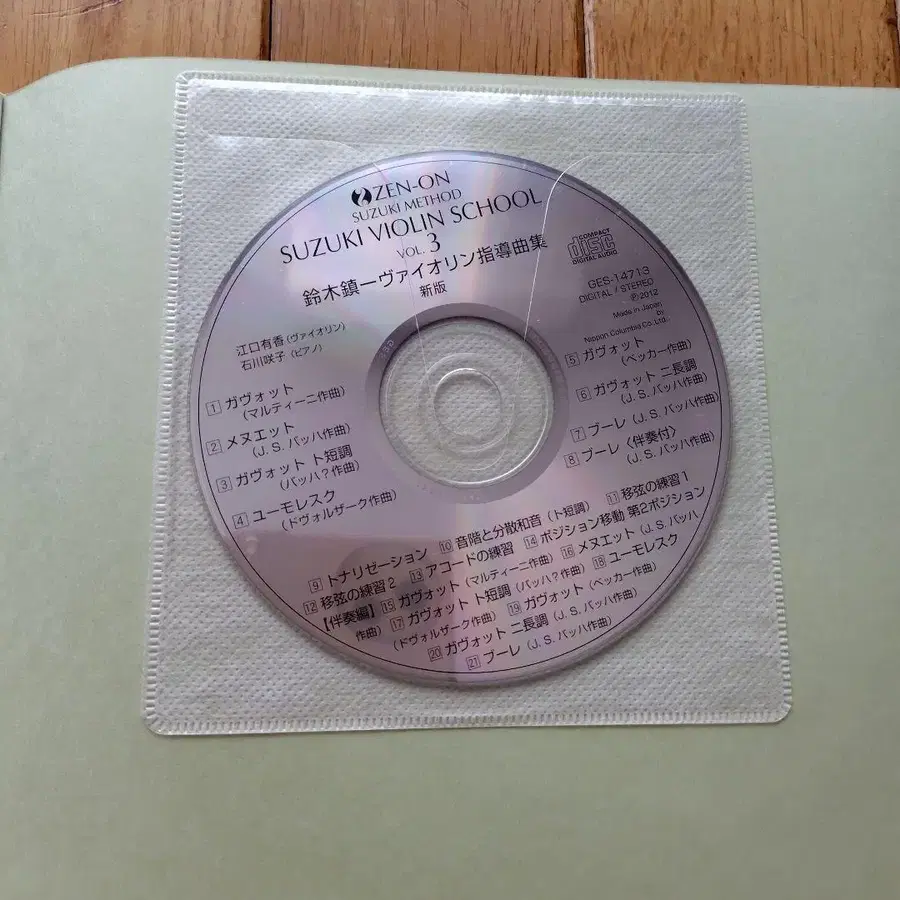 ZEN-ON
SUZUKI METHOD
SUZUKI VIOLIN SCHOOL
VOL. 3
鈴木鎮一ヴァイオリン指導曲集
新版
COMPACT
disc
DIGITAL AUDIO
GES-14713
DIGITAL / STEREO
Ⓟ2012
Made in Japan
by
Nippon Columbia Co., Ltd.
江口有香(ヴァイオリン)
石川咲子(ピアノ)
1 ガヴォット
(マルティーニ作曲)
2 メヌエット
(J. S. バッハ作曲)
3 ガヴォット ト短調
(バッハ?作曲)
4 ユーモレスク
(ドヴォルザーク作曲)
5 ガヴォット
(ベッカー作曲)
6 ガヴォット 二長調
(J. S. バッハ作曲)
7 ブーレ (J. S. バッハ作曲)
8 ブーレ〈伴奏付〉
(J. S. バッハ作曲)
9 トナリゼーション 10 音階と分散和音(ト短調) 11 移弦の練習 1
12 移弦の練習 2 13 アコードの練習 14 ポジション移動 第2ポジション
【伴奏編】15 ガヴォット (マルティーニ作曲) 16 メヌエット (J. S. バッハ
作曲) 17 ガヴォット ト短調 (バッハ?作曲) 18 ユーモレスク
(ドヴォルザーク作曲) 19 ガヴォット (ベッカー作曲)
20 ガヴォット 二長調 (J. S. バッハ作曲)
21 ブーレ (J. S. バッハ作曲)